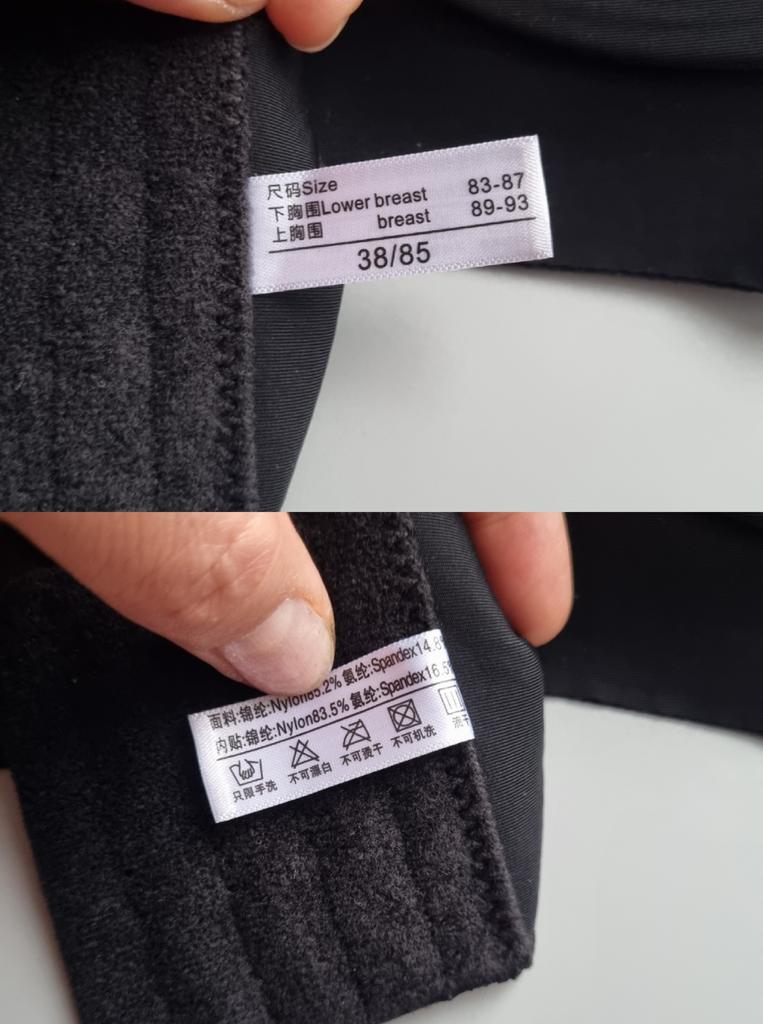 尺码Size
下胸围Lower breast 83-87
上胸围 breast 89-93
38/85
面料:锦纶:Nylon85.2% 氨纶:Spandex14.8%
内贴:锦纶:Nylon83.5% 氨纶:Spandex16.5%
只限手洗 不可漂白 不可烫干 不可机洗 流干